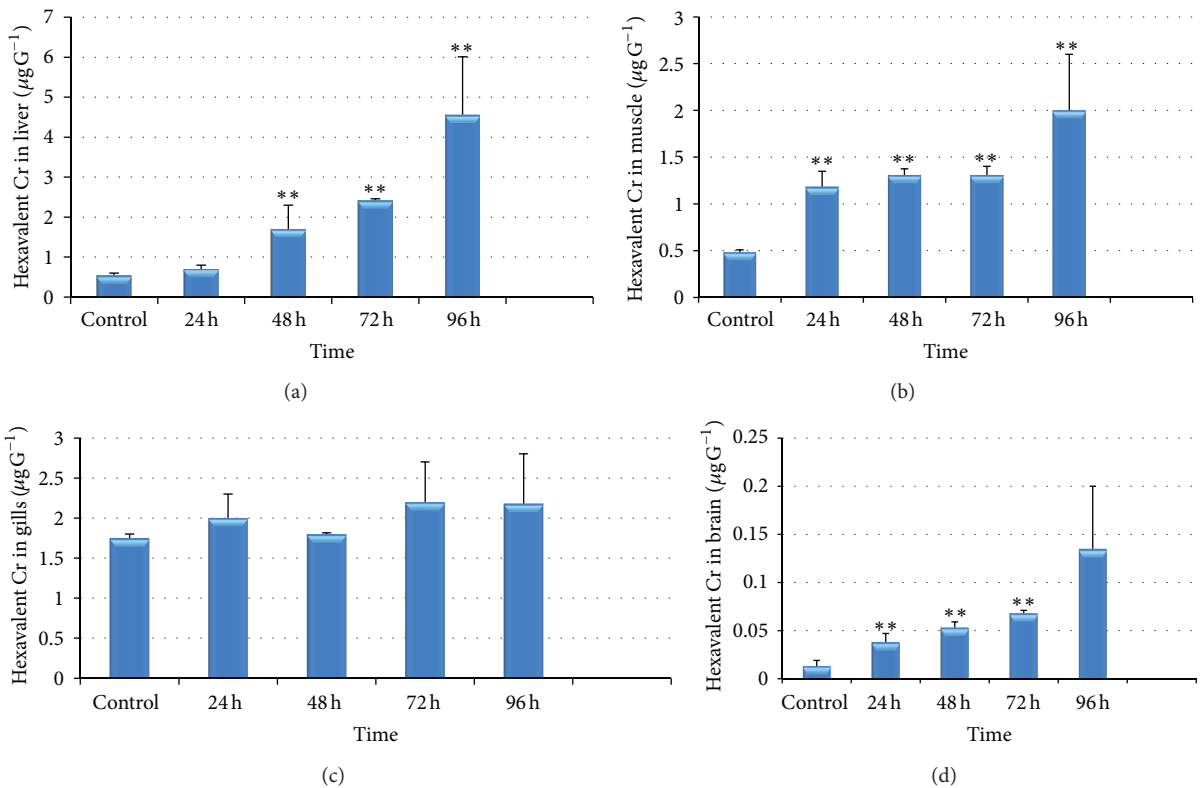 Hexavalent Cr in liver (μgG⁻¹)
7
6
5
4
3
2
1
0
**
**
**
Control 24 h 48 h 72 h 96 h
Time
(a)
Hexavalent Cr in muscle (μgG⁻¹)
3
2.5
2
1.5
1
0.5
0
**
**
**
**
Control 24 h 48 h 72 h 96 h
Time
(b)
Hexavalent Cr in gills (μgG⁻¹)
3
2.5
2
1.5
1
0.5
0
Control 24 h 48 h 72 h 96 h
Time
(c)
Hexavalent Cr in brain (μgG⁻¹)
0.25
0.2
0.15
0.1
0.05
0
**
**
**
Control 24 h 48 h 72 h 96 h
Time
(d)